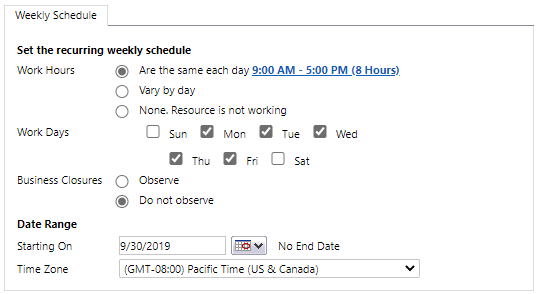 Weekly Schedule
Set the recurring weekly schedule
Work Hours Are the same each day 9:00 AM - 5:00 PM (8 Hours)
Vary by day
None. Resource is not working
Work Days Sun Mon Tue Wed
Thu Fri Sat
Business Closures Observe
Do not observe
Date Range
Starting On 9/30/2019 No End Date
Time Zone (GMT-08:00) Pacific Time (US & Canada)